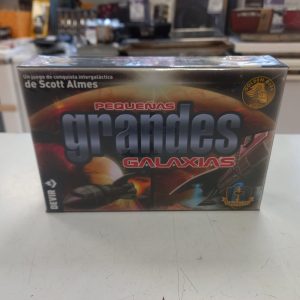 Un juego de conquista intergaláctica
de Scott Almes
PEQUEÑAS
grandes
GALAXIAS
DEVIR